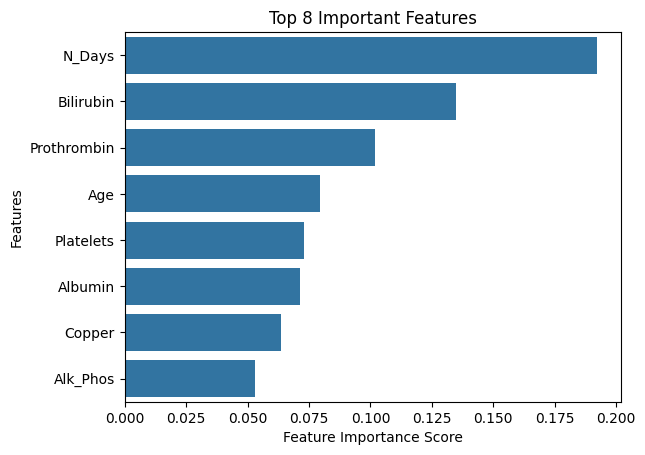 Top 8 Important Features
N_Days
Bilirubin
Prothrombin
Age
Platelets
Albumin
Copper
Alk_Phos
Features
0.000 0.025 0.050 0.075 0.100 0.125 0.150 0.175 0.200
Feature Importance Score